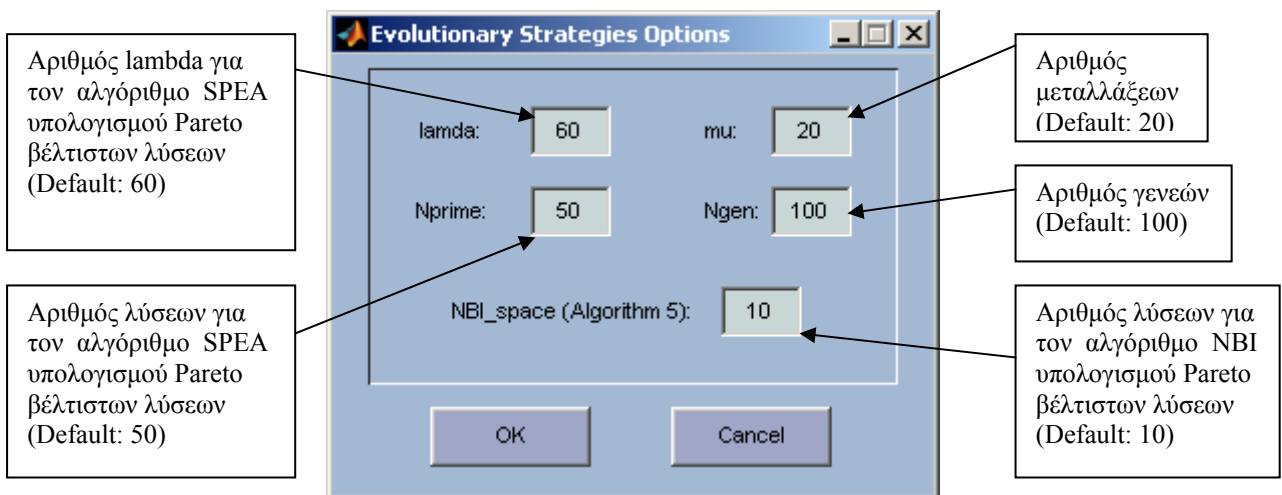 Αριθμός lambda για
τον αλγόριθμο SPEA
υπολογισμού Pareto
βέλτιστων λύσεων
(Default: 60)
Αριθμός λύσεων για
τον αλγόριθμο SPEA
υπολογισμού Pareto
βέλτιστων λύσεων
(Default: 50)
Evolutionary Strategies Options
lamda: 60 mu: 20
Nprime: 50 Ngen: 100
NBI_space (Algorithm 5): 10
OK Cancel
Αριθμός
μεταλλάξεων
(Default: 20)
Αριθμός γενεών
(Default: 100)
Αριθμός λύσεων για
τον αλγόριθμο NBI
υπολογισμού Pareto
βέλτιστων λύσεων
(Default: 10)